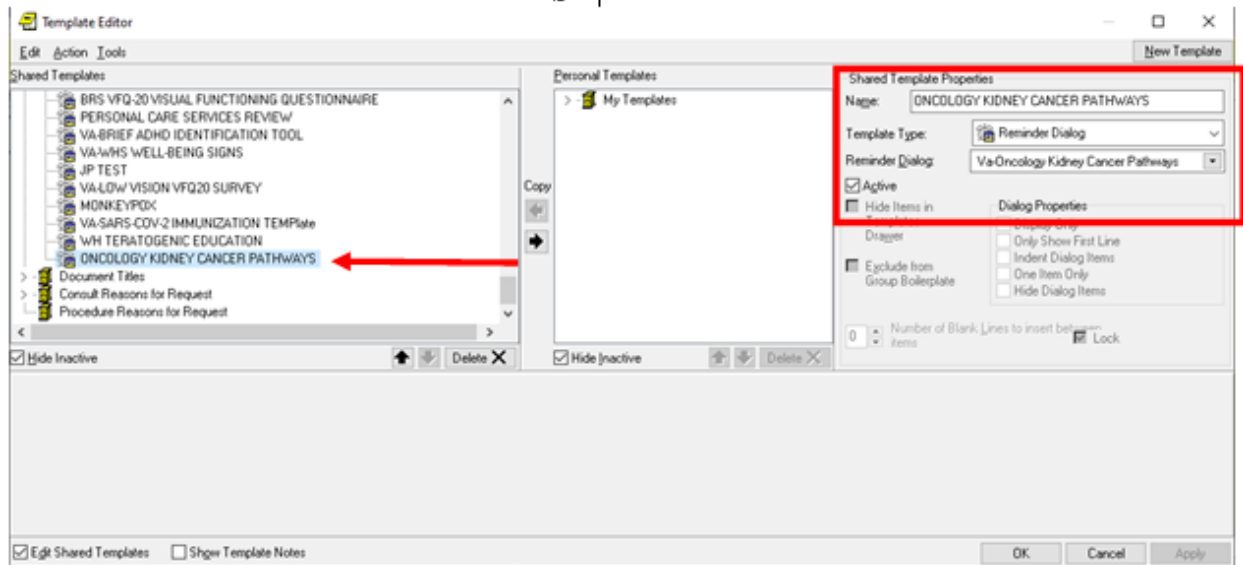 Template Editor
Edit Action Tools
New Template
Shared Templates
BRS VFQ-20 VISUAL FUNCTIONING QUESTIONNAIRE
PERSONAL CARE SERVICES REVIEW
VA-BRIEF ADHD IDENTIFICATION TOOL
VA-WHS WELL-BEING SIGNS
JP TEST
VA-LOW VISION VFQ20 SURVEY
MONKEYPOX
VA-SARS-COV-2 IMMUNIZATION TEMPlate
WH TERATOGENIC EDUCATION
ONCOLOGY KIDNEY CANCER PATHWAYS
Document Titles
Consult Reasons for Request
Procedure Reasons for Request
Hide Inactive
Delete
Copy
Personal Templates
My Templates
Hide Inactive
Delete
Shared Template Properties
Name: ONCOLOGY KIDNEY CANCER PATHWAYS
Template Type: Reminder Dialog
Reminder Dialog: Va-Oncology Kidney Cancer Pathways
Active
Hide Items in
Templates
Drawer
Exclude from
Group Boilerplate
Dialog Properties
Display Only
Only Show First Line
Indent Dialog Items
One Item Only
Hide Dialog Items
0 Number of Blank Lines to insert between
items
Lock
Edit Shared Templates Show Template Notes
OK Cancel Apply